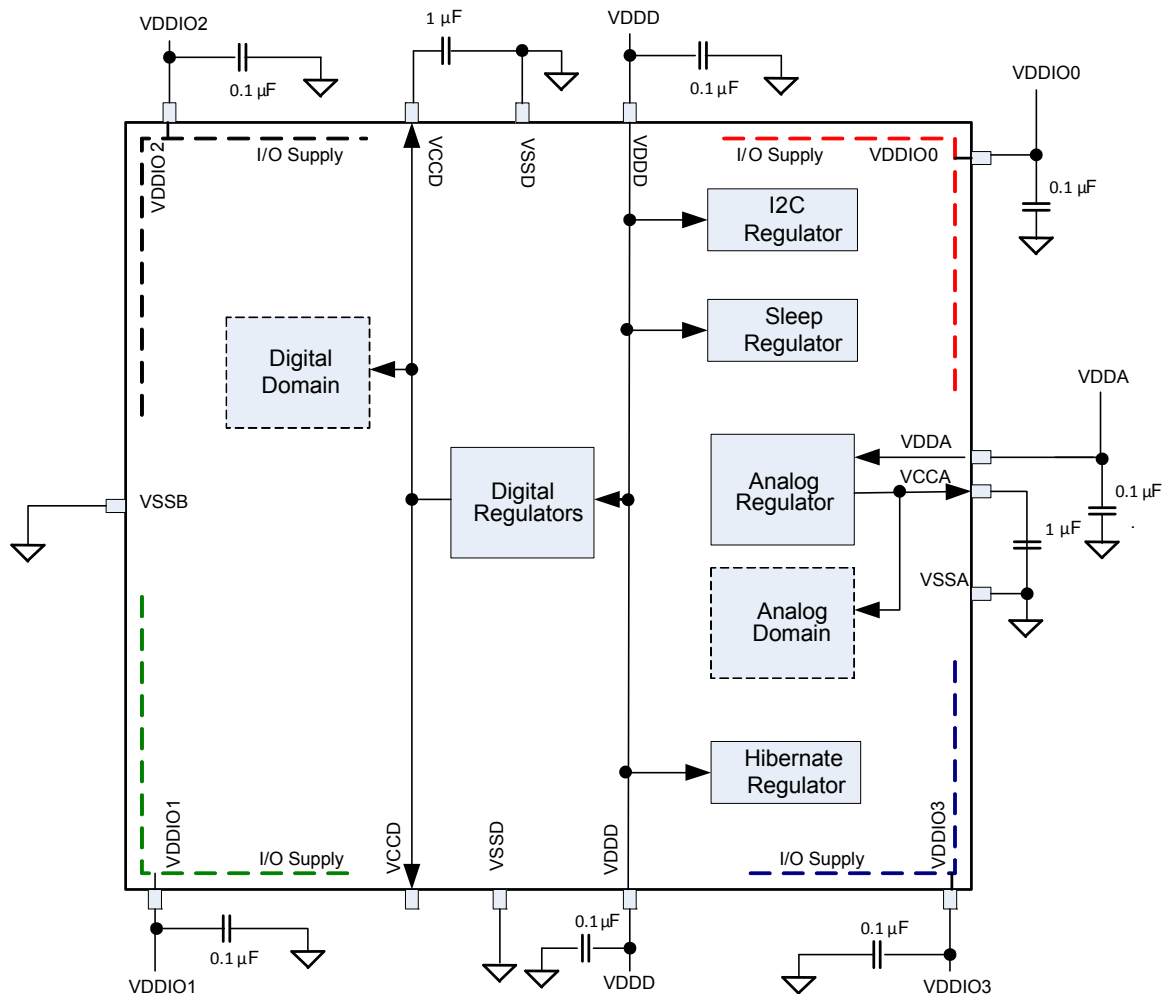 VDDIO2
1 µF
VDDD
0.1 µF
0.1 µF
VDDIO0
0.1 µF
I/O Supply
I/O Supply
VDDIO0
VDDIO2
VCCD
VSSD
VDDD
I2C
Regulator
Sleep
Regulator
Digital
Domain
VDDA
VDDA
VCCA
Analog
Regulator
Digital
Regulators
0.1 µF
.
1 µF
VSSB
VSSA
Analog
Domain
Hibernate
Regulator
VDDIO1
VCCD
VSSD
VDDD
VDDIO3
I/O Supply
I/O Supply
0.1 µF
0.1 µF
0.1 µF
VDDIO1
VDDD
VDDIO3